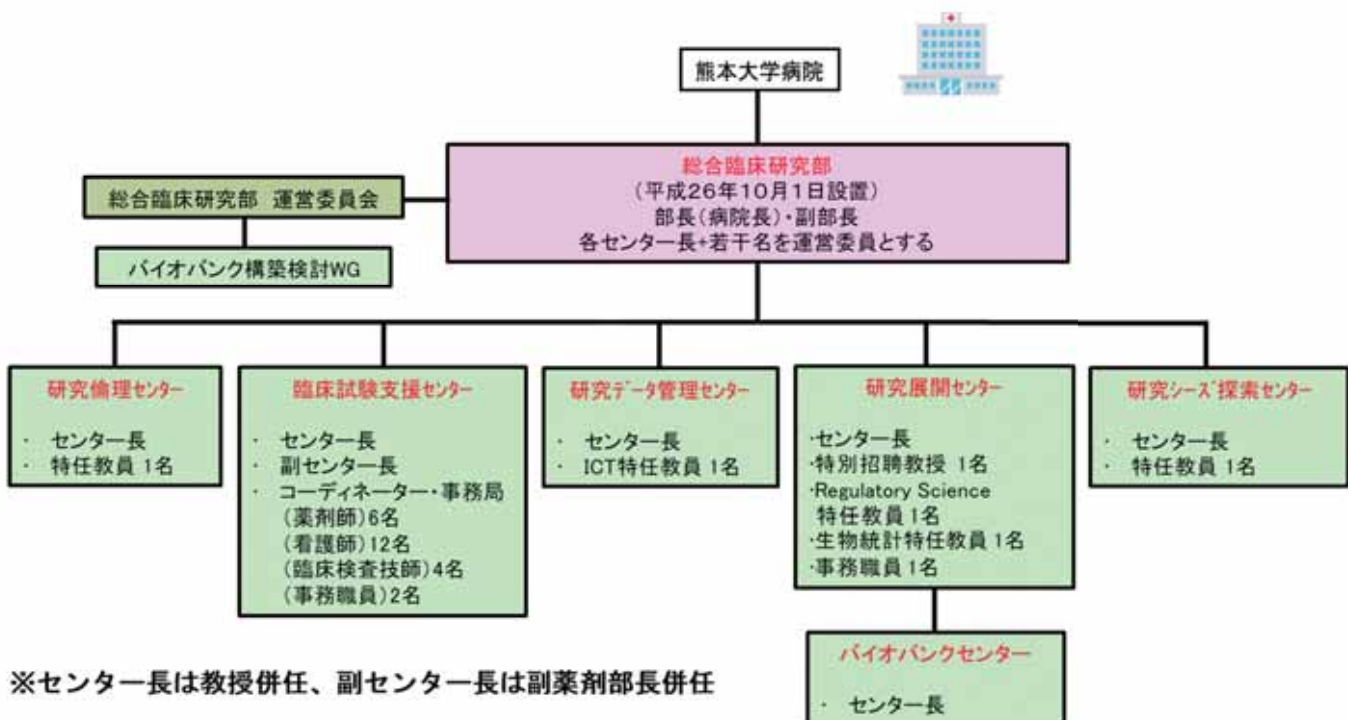 熊本大学病院
総合臨床研究部
(平成26年10月1日設置)
部長(病院長)・副部長
各センター長+若干名を運営委員とする
総合臨床研究部 運営委員会
バイオバンク構築検討WG
研究倫理センター
・ センター長
・ 特任教員 1名
臨床試験支援センター
・ センター長
・ 副センター長
・ コーディネーター・事務局
(薬剤師)6名
(看護師)12名
(臨床検査技師)4名
(事務職員)2名
研究データ管理センター
・ センター長
・ ICT特任教員 1名
研究展開センター
・センター長
・特別招聘教授 1名
・Regulatory Science
特任教員 1名
・生物統計特任教員 1名
・事務職員 1名
研究シーズ探索センター
・ センター長
・ 特任教員 1名
バイオバンクセンター
・ センター長
※センター長は教授併任、副センター長は副薬剤部長併任